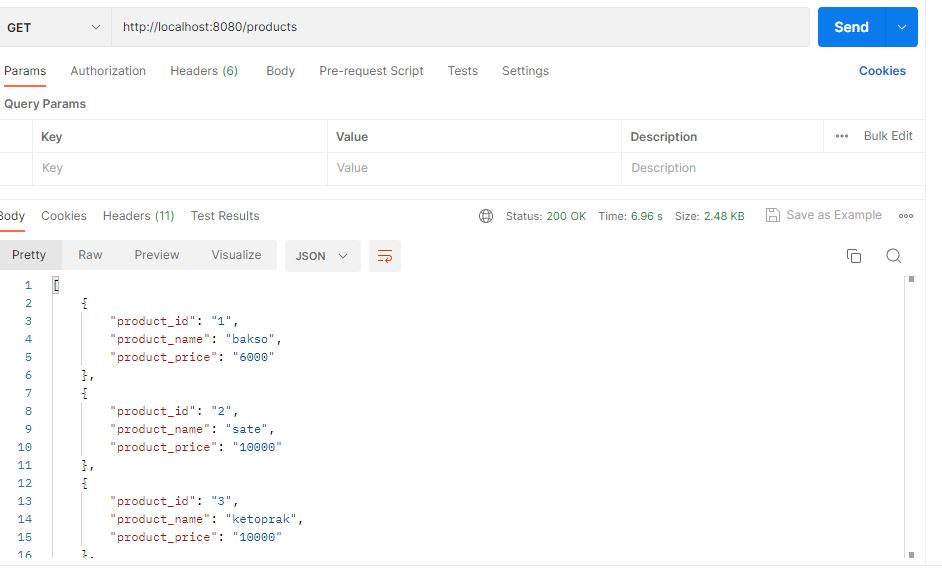 GET http://localhost:8080/products Send
Params Authorization Headers (6) Body Pre-request Script Tests Settings Cookies
Query Params
Key Value Description ••• Bulk Edit
Key Value Description
Body Cookies Headers (11) Test Results Status: 200 OK Time: 6.96 s Size: 2.48 KB Save as Example •••
Pretty Raw Preview Visualize JSON
1 [
2 {
3 "product_id": "1",
4 "product_name": "bakso",
5 "product_price": "6000"
6 },
7 {
8 "product_id": "2",
9 "product_name": "sate",
10 "product_price": "10000"
11 },
12 {
13 "product_id": "3",
14 "product_name": "ketoprak",
15 "product_price": "10000"
16 },